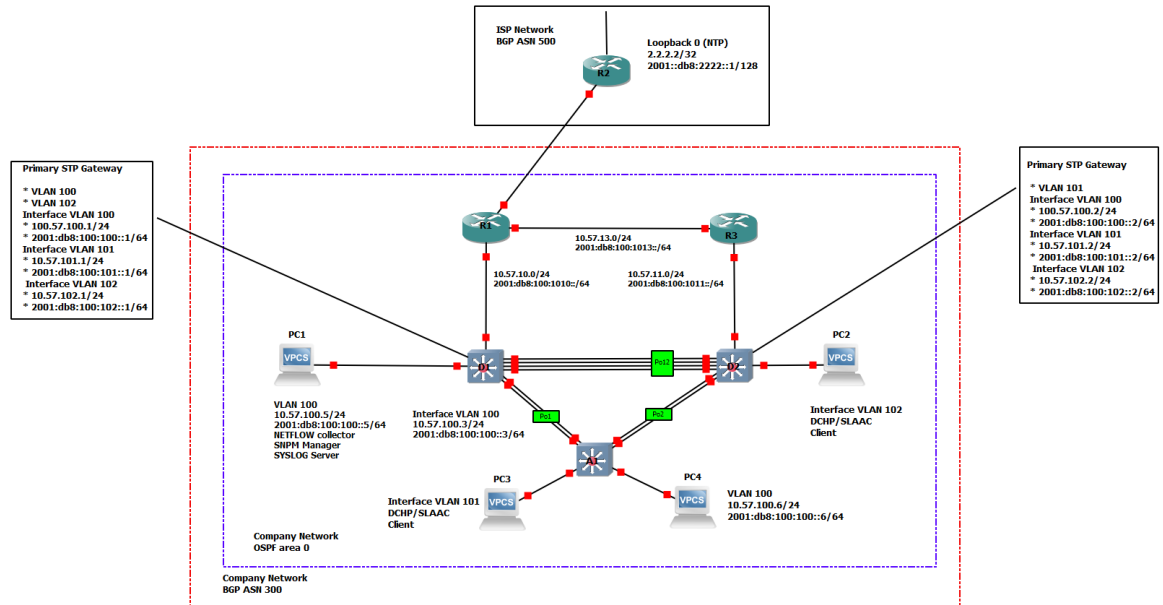 ISP Network
BGP ASN 500
Loopback 0 (NTP)
2.2.2.2/32
2001::db8:2222::1/128
R2
Primary STP Gateway
* VLAN 100
* VLAN 102
Interface VLAN 100
* 100.57.100.1/24
* 2001:db8:100:100::1/64
Interface VLAN 101
* 10.57.101.1/24
* 2001:db8:100:101::1/64
Interface VLAN 102
* 10.57.102.1/24
* 2001:db8:100:102::1/64
Primary STP Gateway
* VLAN 101
Interface VLAN 100
* 100.57.100.2/24
* 2001:db8:100:100::2/64
Interface VLAN 101
* 10.57.101.2/24
* 2001:db8:100:101::2/64
Interface VLAN 102
* 10.57.102.2/24
* 2001:db8:100:102::2/64
R1
R3
10.57.13.0/24
2001:db8:100:1013::/64
10.57.10.0/24
2001:db8:100:1010::/64
10.57.11.0/24
2001:db8:100:1011::/64
PC1
VPCS
D1
Po12
D2
PC2
VPCS
VLAN 100
10.57.100.5/24
2001:db8:100:100::5/64
NETFLOW collector
SNPM Manager
SYSLOG Server
Interface VLAN 100
10.57.100.3/24
2001:db8:100:100::3/64
Po1
Po2
Interface VLAN 102
DCHP/SLAAC
Client
A1
PC3
VPCS
Interface VLAN 101
DCHP/SLAAC
Client
PC4
VPCS
VLAN 100
10.57.100.6/24
2001:db8:100:100::6/64
Company Network
OSPF area 0
Company Network
BGP ASN 300